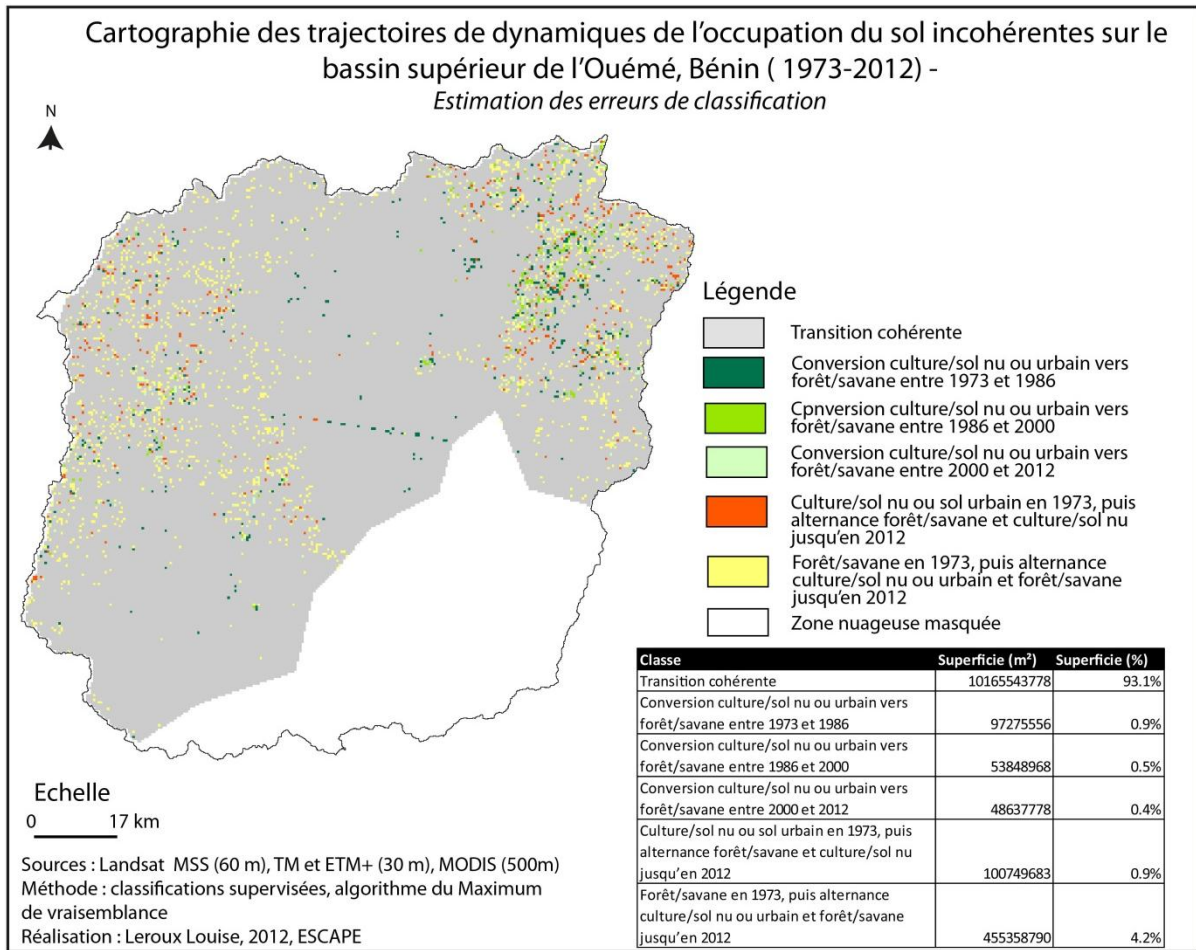 Cartographie des trajectoires de dynamiques de l'occupation du sol incohérentes sur le
bassin supérieur de l'Ouémé, Bénin ( 1973-2012) -
Estimation des erreurs de classification
N
Légende
Transition cohérente
Conversion culture/sol nu ou urbain vers
forêt/savane entre 1973 et 1986
Cpnversion culture/sol nu ou urbain vers
forêt/savane entre 1986 et 2000
Conversion culture/sol nu ou urbain vers
forêt/savane entre 2000 et 2012
Culture/sol nu ou sol urbain en 1973, puis
alternance forêt/savane et culture/sol nu
jusqu'en 2012
Forêt/savane en 1973, puis alternance
culture/sol nu ou urbain et forêt/savane
jusqu'en 2012
Zone nuageuse masquée
Classe Superficie (m²) Superficie (%)
Transition cohérente 10165543778 93.1%
Conversion culture/sol nu ou urbain vers
forêt/savane entre 1973 et 1986 97275556 0.9%
Conversion culture/sol nu ou urbain vers
forêt/savane entre 1986 et 2000 53848968 0.5%
Conversion culture/sol nu ou urbain vers
forêt/savane entre 2000 et 2012 48637778 0.4%
Culture/sol nu ou sol urbain en 1973, puis
alternance forêt/savane et culture/sol nu
jusqu'en 2012 100749683 0.9%
Forêt/savane en 1973, puis alternance
culture/sol nu ou urbain et forêt/savane
jusqu'en 2012 455358790 4.2%
Echelle
0 17 km
Sources : Landsat MSS (60 m), TM et ETM+ (30 m), MODIS (500m)
Méthode : classifications supervisées, algorithme du Maximum
de vraisemblance
Réalisation : Leroux Louise, 2012, ESCAPE